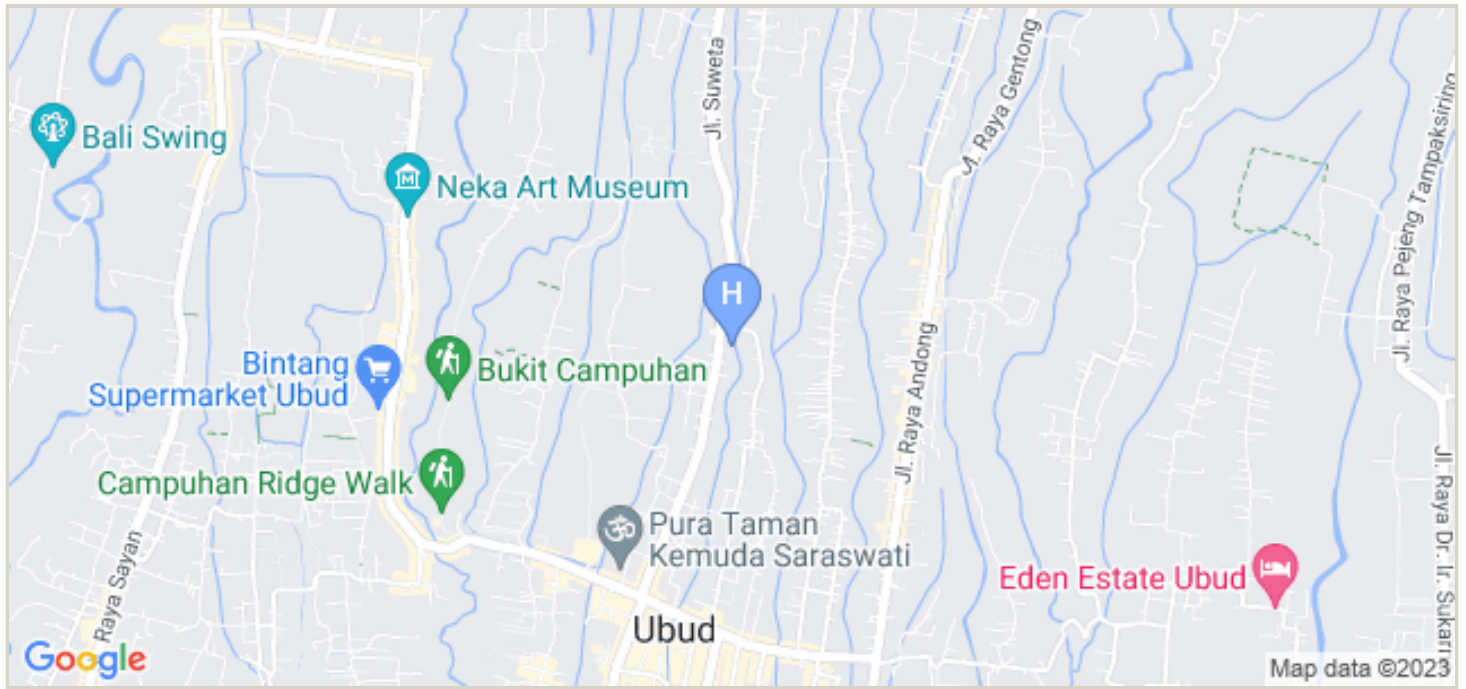 Bali Swing
Neka Art Museum
Jl. Suweta
H
Jl. Raya Gentong
Jl. Raya Pejeng Tampaksiring
Bintang
Supermarket Ubud
Bukit Campuhan
Jl. Raya Andong
Campuhan Ridge Walk
Pura Taman
Kemuda Saraswati
Raya Sayan
Eden Estate Ubud
Jl. Raya Dr. Ir. Sukarn
Ubud
Google
Map data ©2023